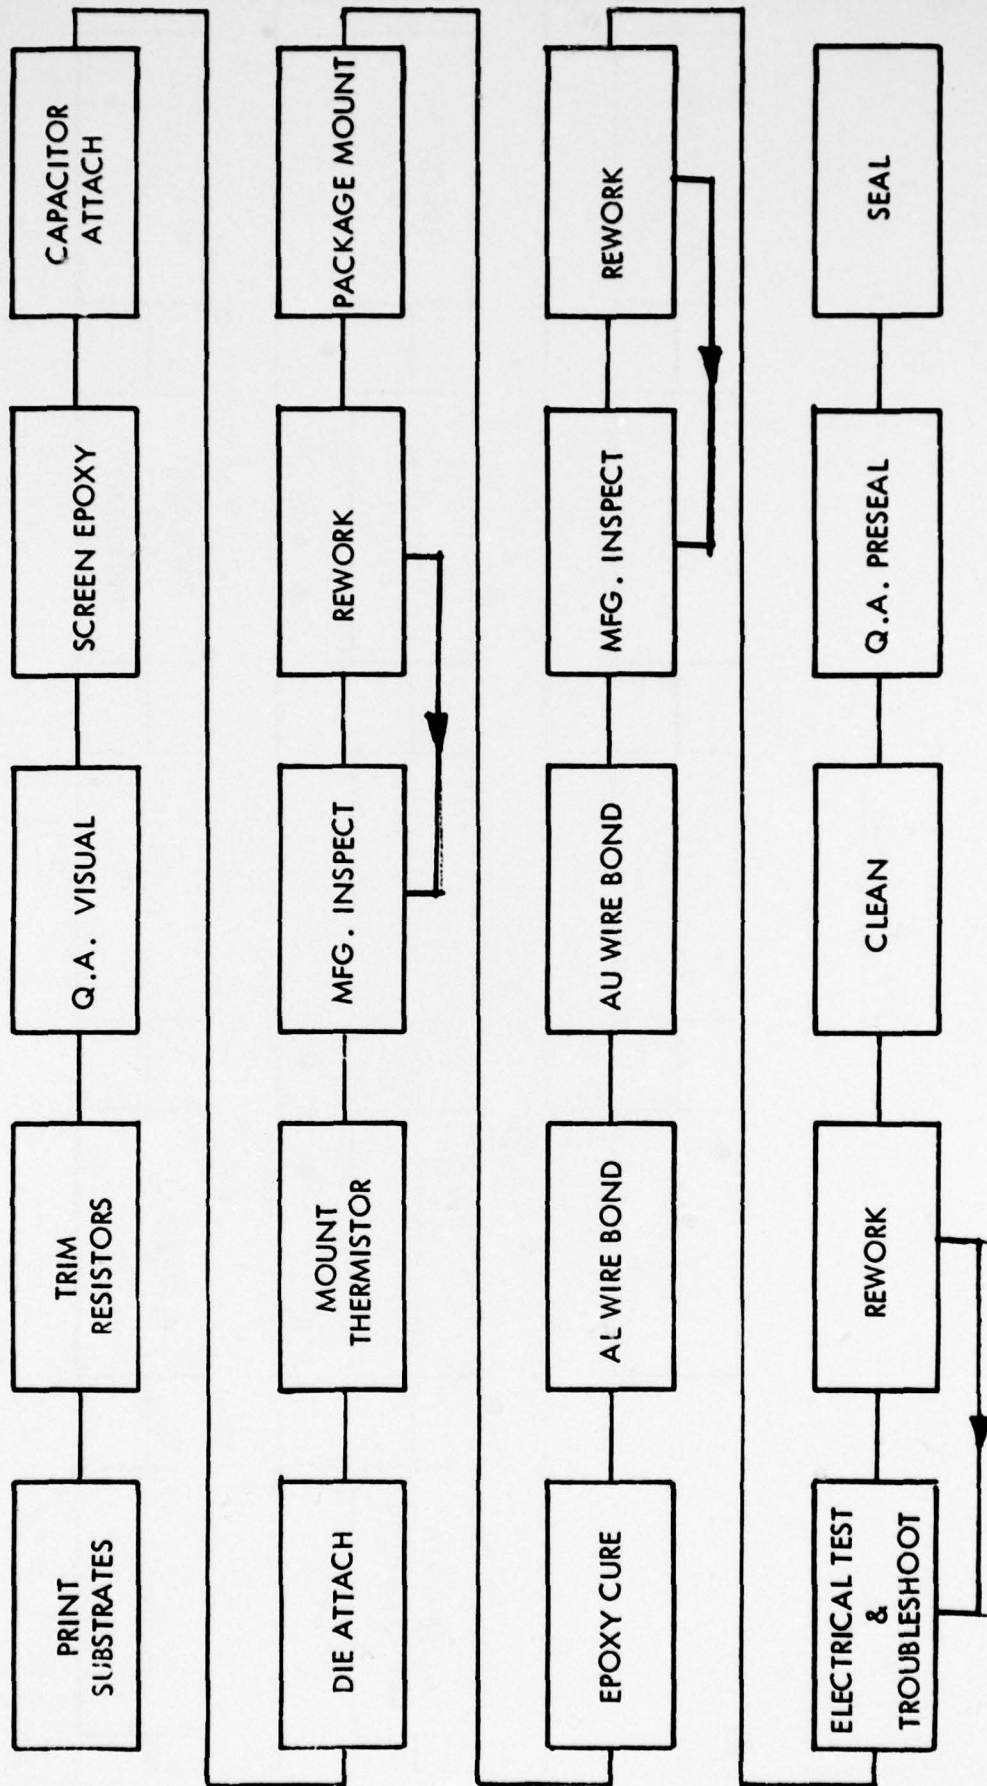 PRINT
SUBSTRATES
TRIM
RESISTORS
Q.A. VISUAL
SCREEN EPOXY
CAPACITOR
ATTACH
DIE ATTACH
MOUNT
THERMISTOR
MFG. INSPECT
REWORK
PACKAGE MOUNT
EPOXY CURE
AL WIRE BOND
AU WIRE BOND
MFG. INSPECT
REWORK
ELECTRICAL TEST
&
TROUBLESHOOT
REWORK
CLEAN
Q.A. PRESEAL
SEAL